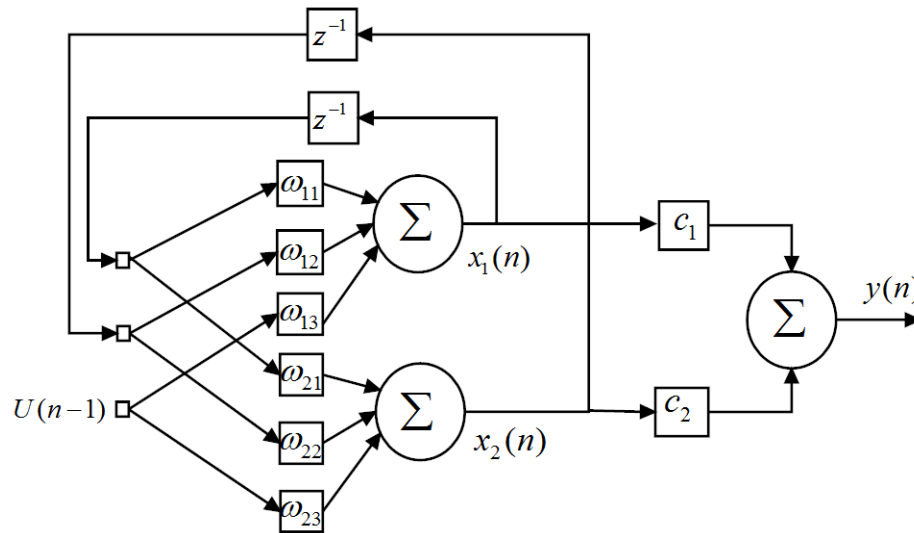 z⁻¹
z⁻¹
ω₁₁
Σ
ω₁₂
x₁(n)
c₁
ω₁₃
Σ
y(n)
ω₂₁
U(n−1)
Σ
c₂
ω₂₂
x₂(n)
ω₂₃